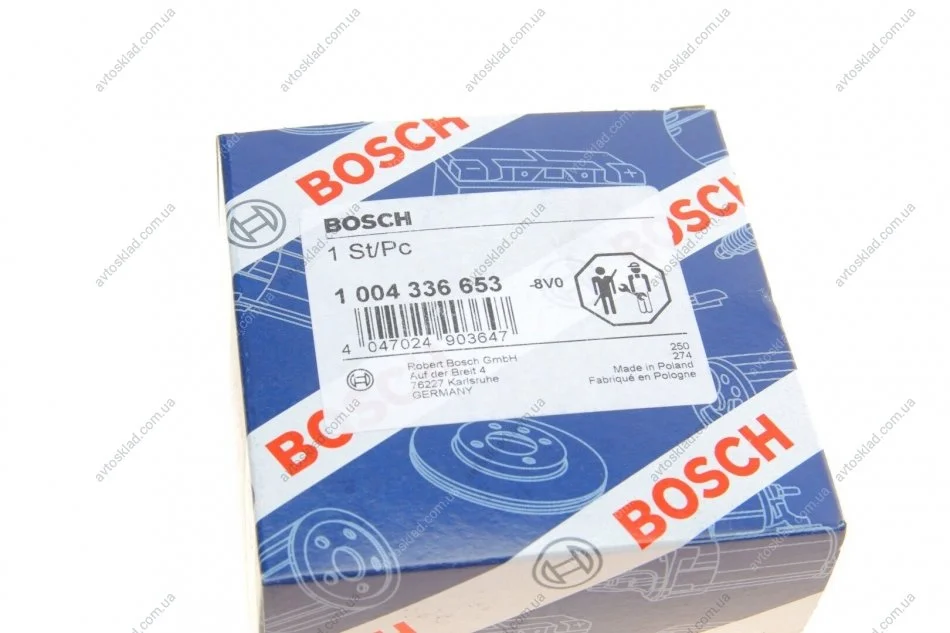 BOSCH
BOSCH
BOSCH
1 St/Pc
1 004 336 653 -8V0
4 047024 903647
Robert Bosch GmbH
Auf der Breit 4
76227 Karlsruhe
GERMANY
250
274
Made in Poland
Fabriqué en Pologne
BOSCH
avtosklad.com.ua